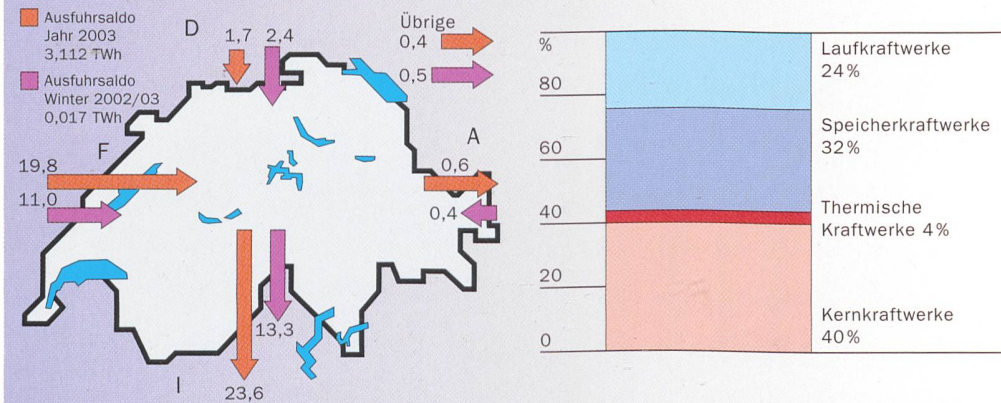 Ausfuhrsaldo
Jahr 2003
3,112 TWh
Ausfuhrsaldo
Winter 2002/03
0,017 TWh
D
1,7
2,4
Übrige
0,4
0,5
F
19,8
11,0
A
0,6
0,4
13,3
I
23,6
%
80
60
40
20
0
Laufkraftwerke
24%
Speicherkraftwerke
32%
Thermische
Kraftwerke 4%
Kernkraftwerke
40%